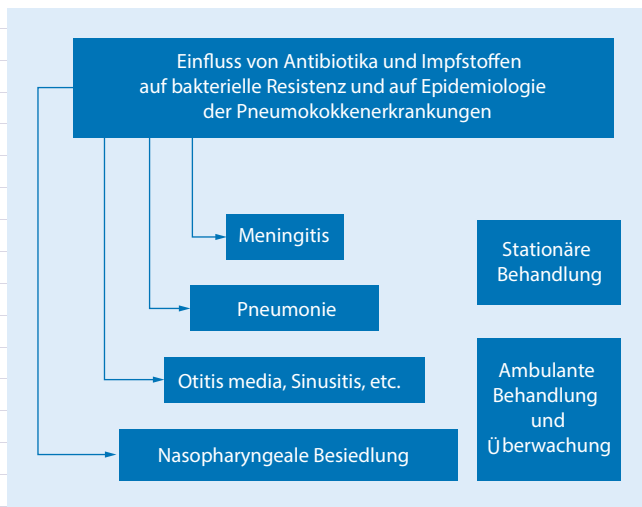 Einfluss von Antibiotika und Impfstoffen
auf bakterielle Resistenz und auf Epidemiologie
der Pneumokokkenerkrankungen
Meningitis
Stationäre
Behandlung
Pneumonie
Otitis media, Sinusitis, etc.
Ambulante
Behandlung
und
Überwachung
Nasopharyngeale Besiedlung